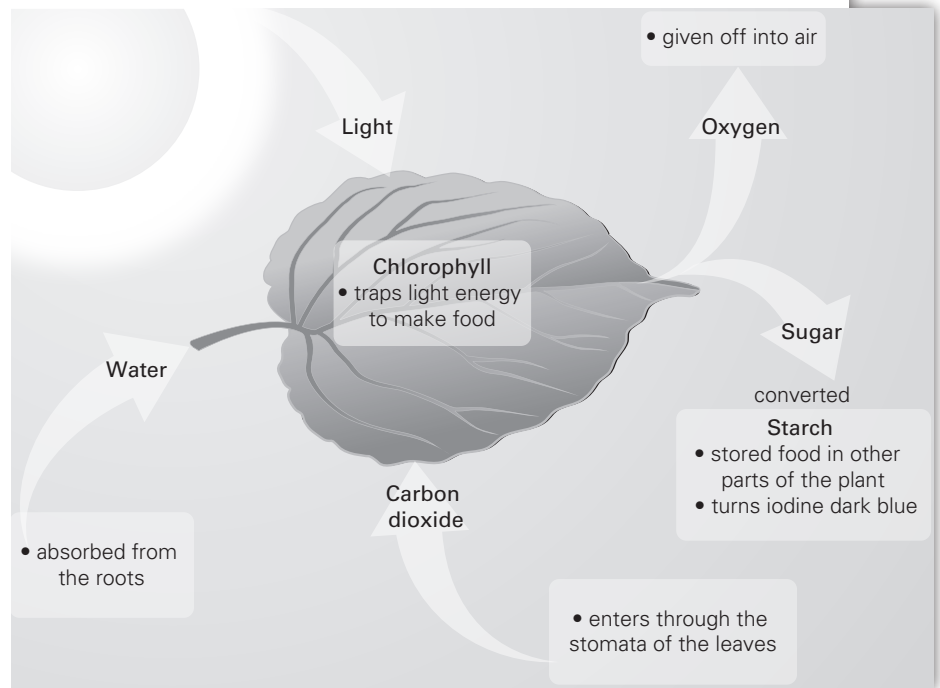 • given off into air
Light
Oxygen
Chlorophyll
• traps light energy
to make food
Sugar
Water
converted
Starch
• stored food in other
parts of the plant
• turns iodine dark blue
Carbon
dioxide
• absorbed from
the roots
• enters through the
stomata of the leaves